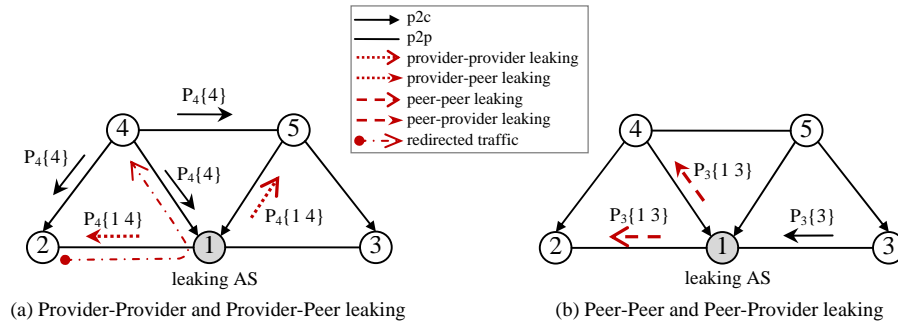 p2c
p2p
provider-provider leaking
provider-peer leaking
peer-peer leaking
peer-provider leaking
redirected traffic
P4{4}
4
5
P4{4}
P4{4}
P4{1 4}
P4{1 4}
2
1
3
leaking AS
(a) Provider-Provider and Provider-Peer leaking
4
5
P3{1 3}
P3{1 3}
P3{3}
2
1
3
leaking AS
(b) Peer-Peer and Peer-Provider leaking